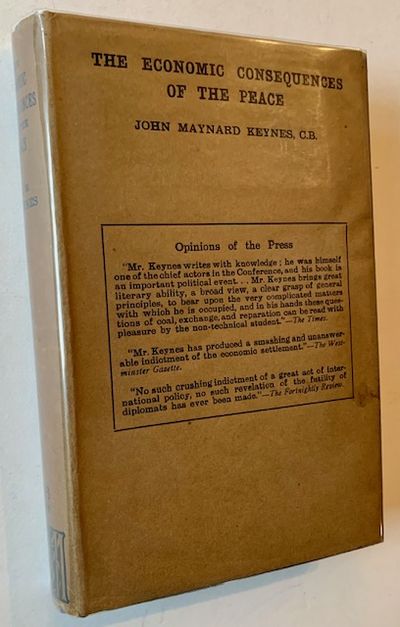 THE ECONOMIC CONSEQUENCES
OF THE PEACE
JOHN MAYNARD KEYNES, C.B.
Opinions of the Press
"Mr. Keynes writes with knowledge; he was himself
one of the chief actors in the Conference, and his book is
an important political event. . . Mr. Keynes brings great
literary ability, a broad view, a clear grasp of general
principles, to bear upon the very complicated matters
with which he is occupied, and in his hands these ques-
tions of coal, exchange, and reparation can be read with
pleasure by the non-technical student."—The Times.
"Mr. Keynes has produced a smashing and unanswer-
able indictment of the economic settlement."—The West-
minster Gazette.
"No such crushing indictment of a great act of inter-
national policy, no such revelation of the futility of
diplomats has ever been made."—The Fortnightly Review.